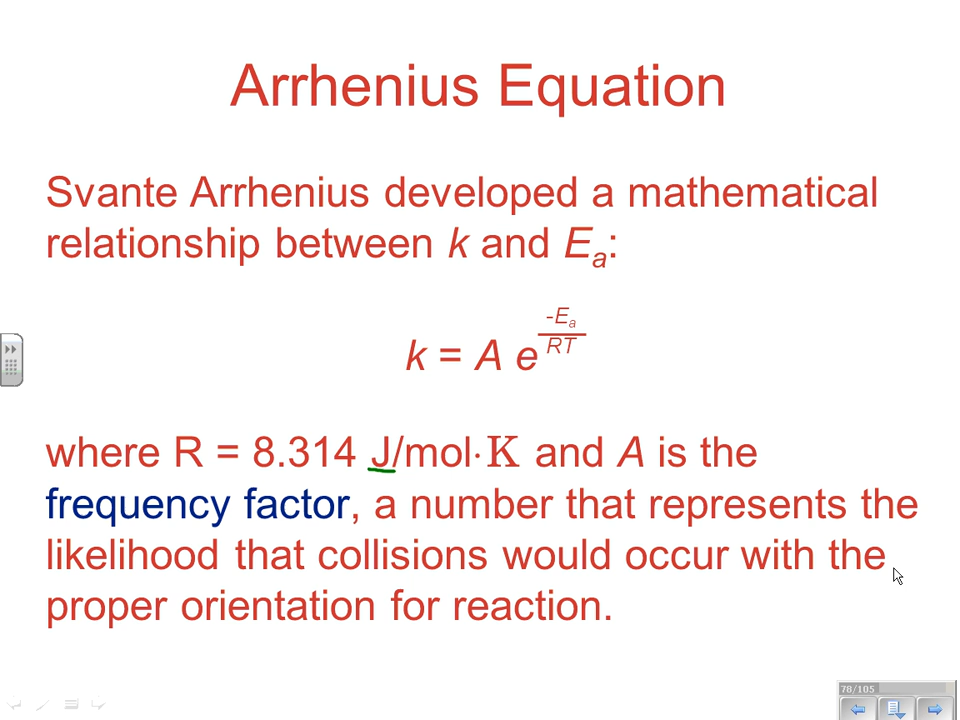 Arrhenius Equation
Svante Arrhenius developed a mathematical
relationship between k and Ea:
-Ea
k = A e RT
where R = 8.314 J/mol·K and A is the
frequency factor, a number that represents the
likelihood that collisions would occur with the
proper orientation for reaction.
78/105